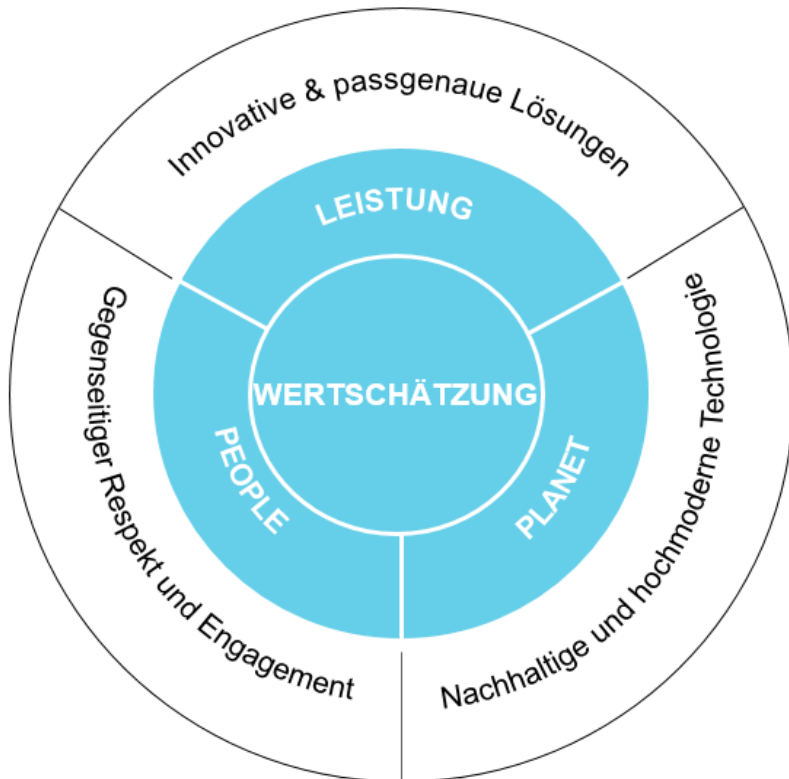 Innovative & passgenaue Lösungen
LEISTUNG
WERTSCHÄTZUNG
PEOPLE
PLANET
Gegenseitiger Respekt und Engagement
Nachhaltige und hochmoderne Technologie